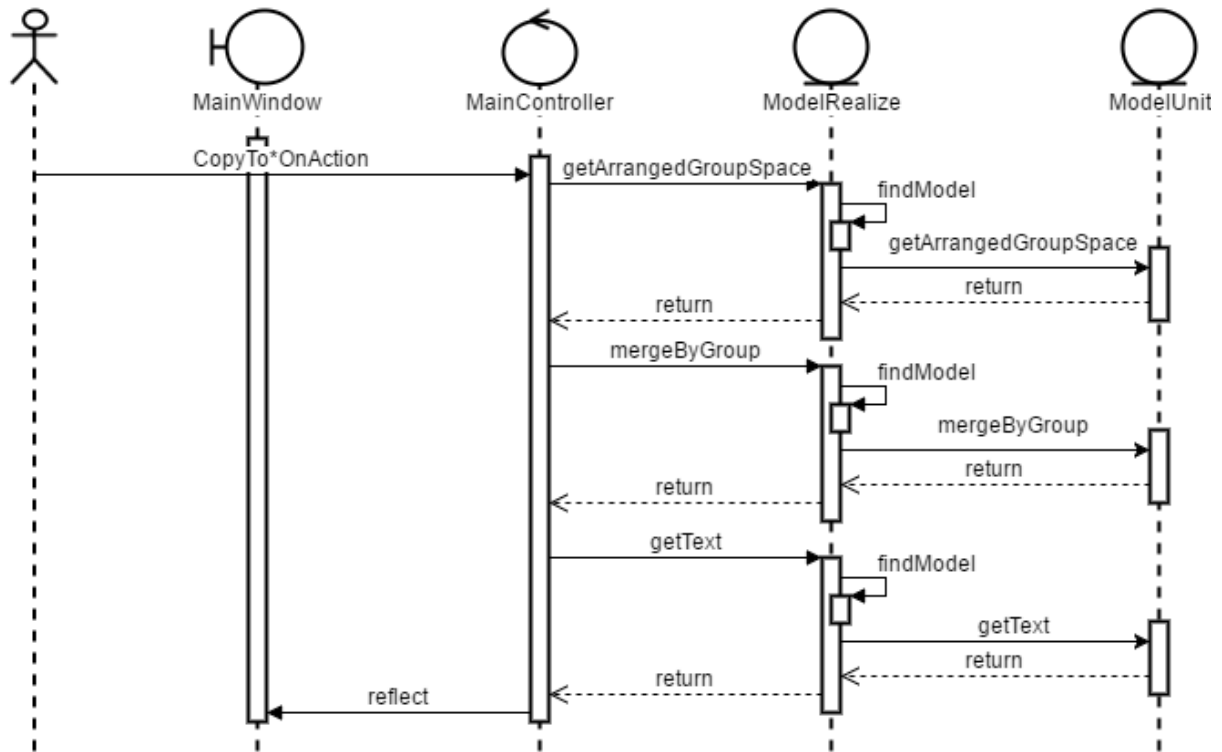 MainWindow
MainController
ModelRealize
ModelUnit
CopyTo*OnAction
getArrangedGroupSpace
findModel
getArrangedGroupSpace
return
return
mergeByGroup
findModel
mergeByGroup
return
return
getText
findModel
getText
return
return
reflect